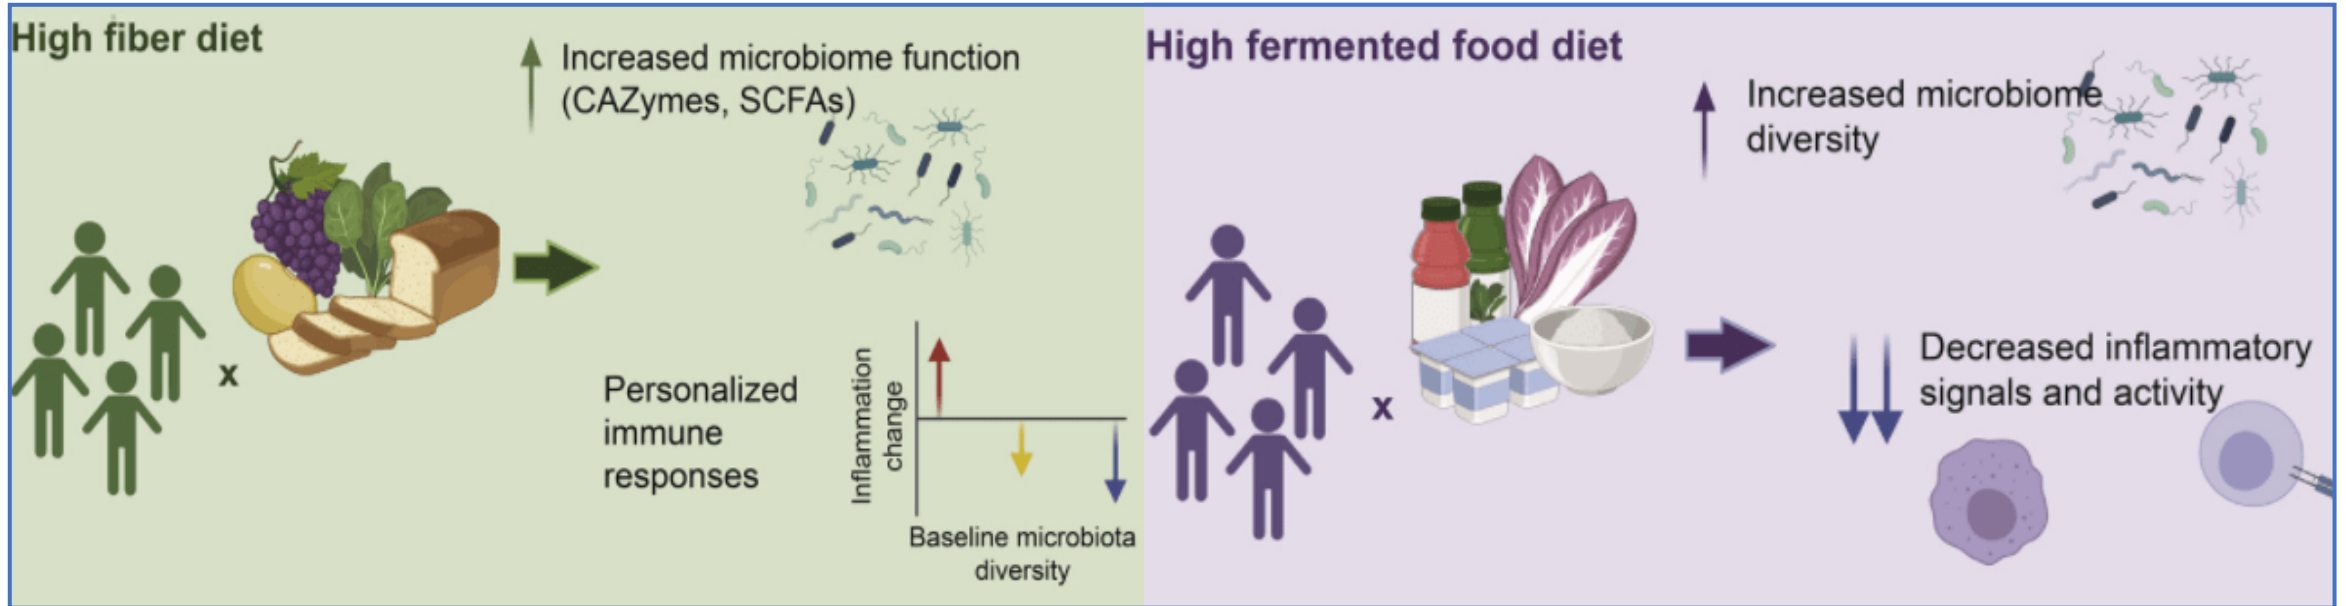 High fiber diet
Increased microbiome function
(CAZymes, SCFAs)
x
Personalized
immune
responses
Inflammation
change
Baseline microbiota
diversity
High fermented food diet
Increased microbiome
diversity
x
Decreased inflammatory
signals and activity